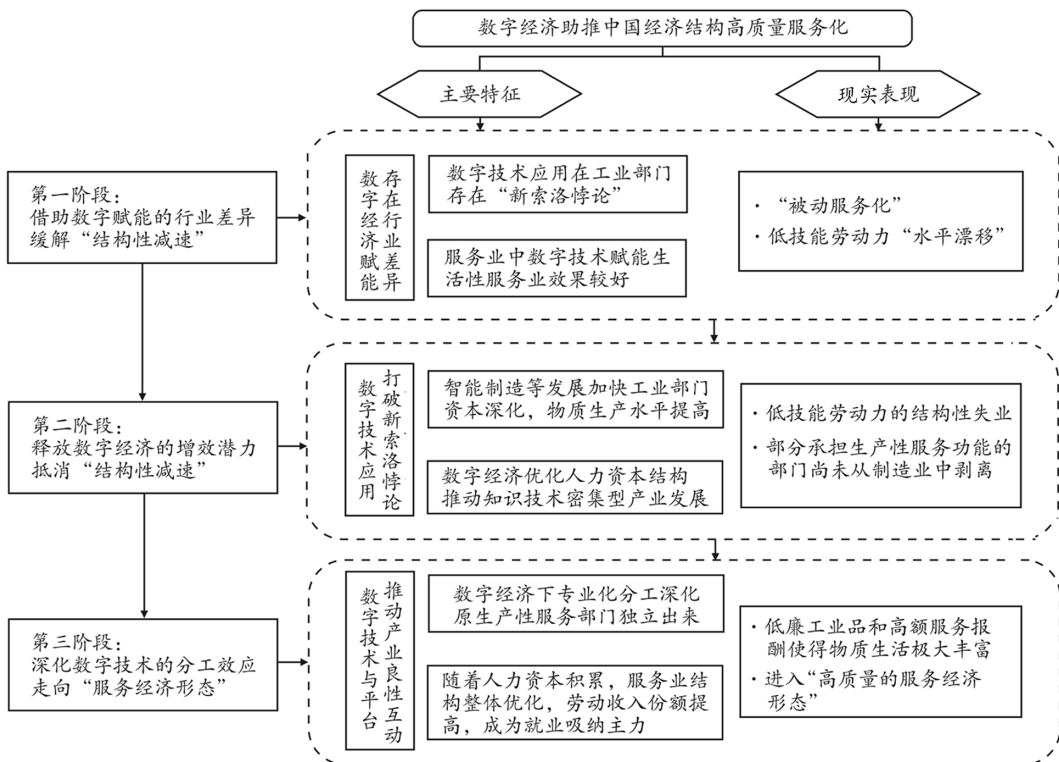 数字经济助推中国经济结构高质量服务化
主要特征
现实表现
第一阶段:
借助数字赋能的行业差异
缓解“结构性减速”
数字经济赋能
存在行业差异
数字技术应用在工业部门
存在“新索洛悖论”
服务业中数字技术赋能生
活性服务业效果较好
· “被动服务化”
· 低技能劳动力“水平漂移”
第二阶段:
释放数字经济的增效潜力
抵消“结构性减速”
数字技术应用
打破新索洛悖论
智能制造等发展加快工业部门
资本深化，物质生产水平提高
数字经济优化人力资本结构
推动知识技术密集型产业发展
· 低技能劳动力的结构性失业
· 部分承担生产性服务功能的
部门尚未从制造业中剥离
第三阶段:
深化数字技术的分工效应
走向“服务经济形态”
数字技术与平台
推动产业良性互动
数字经济下专业化分工深化
原生产性服务部门独立出来
随着人力资本积累，服务业结
构整体优化，劳动收入份额提
高，成为就业吸纳主力
· 低廉工业品和高额服务报
酬使得物质生活极大丰富
· 进入“高质量的服务经济
形态”